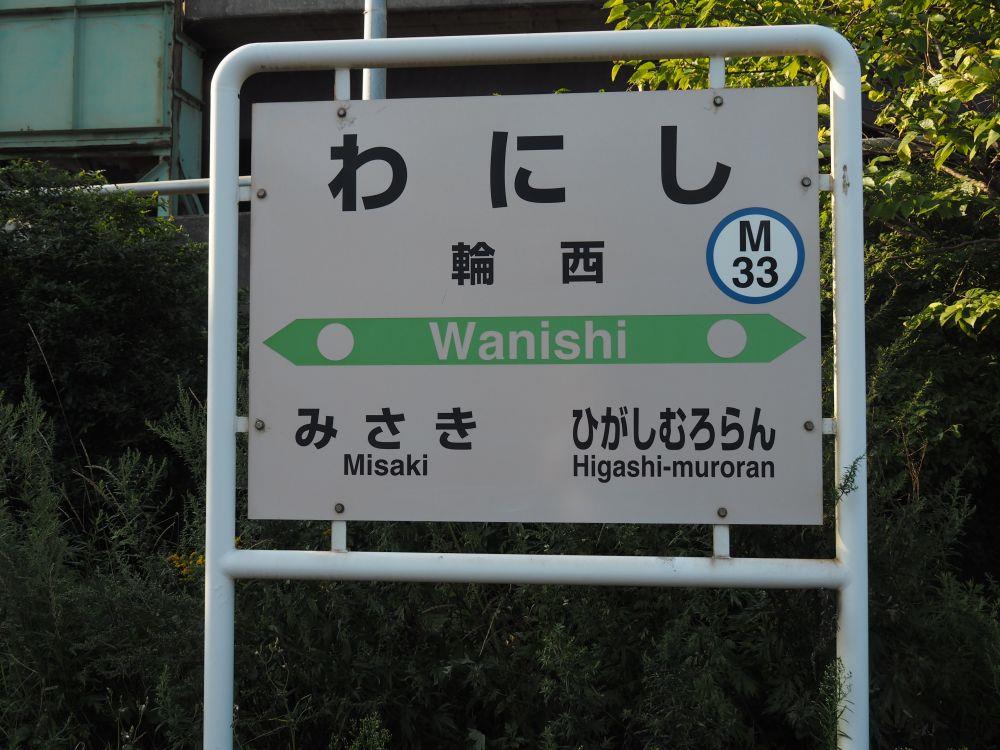 わにし
輪西
M
33
Wanishi
みさき
Misaki
ひがしむろらん
Higashi-muroran